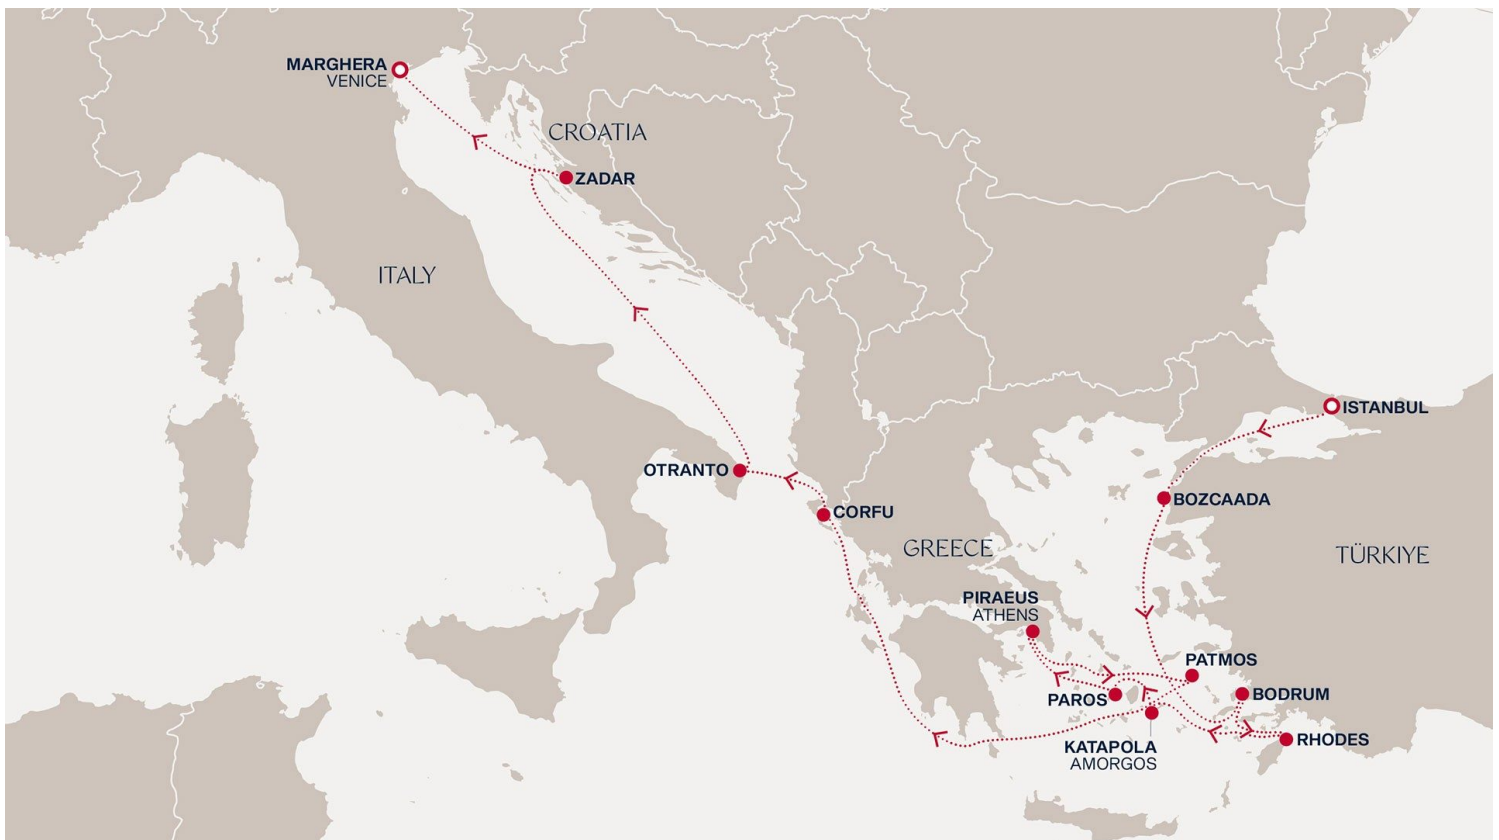 MARGHERA
VENICE
CROATIA
ZADAR
ITALY
ISTANBUL
OTRANTO
BOZCAADA
CORFU
GREECE
TÜRKIYE
PIRAEUS
ATHENS
PATMOS
BODRUM
PAROS
RHODES
KATAPOLA
AMORGOS